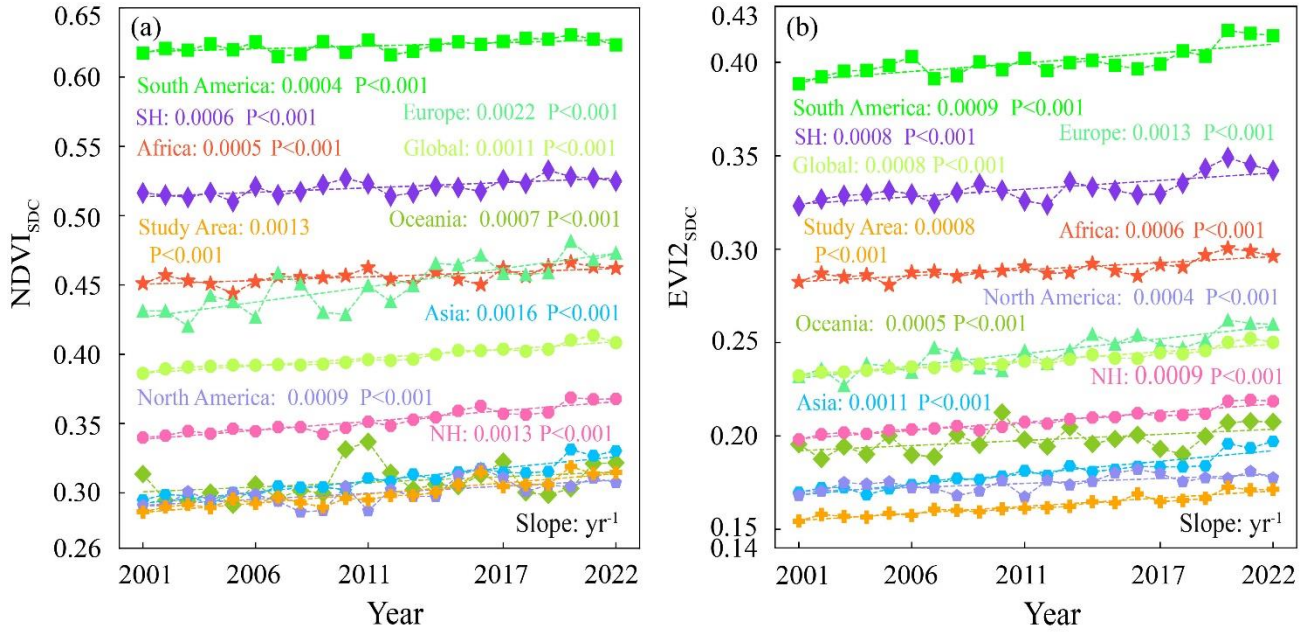 (a)
0.65
0.60
0.55
0.50
0.45
0.40
0.35
0.30
0.26
NDVI_SDC
South America: 0.0004 P<0.001
SH: 0.0006 P<0.001
Europe: 0.0022 P<0.001
Africa: 0.0005 P<0.001
Global: 0.0011 P<0.001
Study Area: 0.0013
P<0.001
Oceania: 0.0007 P<0.001
Asia: 0.0016 P<0.001
North America: 0.0009 P<0.001
NH: 0.0013 P<0.001
Slope: yr⁻¹
2001 2006 2011 2017 2022
Year
(b)
0.43
0.40
0.35
0.30
0.25
0.20
0.15
0.14
EVI2_SDC
South America: 0.0009 P<0.001
SH: 0.0008 P<0.001
Europe: 0.0013 P<0.001
Global: 0.0008 P<0.001
Study Area: 0.0008
P<0.001
Africa: 0.0006 P<0.001
North America: 0.0004 P<0.001
Oceania: 0.0005 P<0.001
NH: 0.0009 P<0.001
Asia: 0.0011 P<0.001
Slope: yr⁻¹
2001 2006 2011 2017 2022
Year